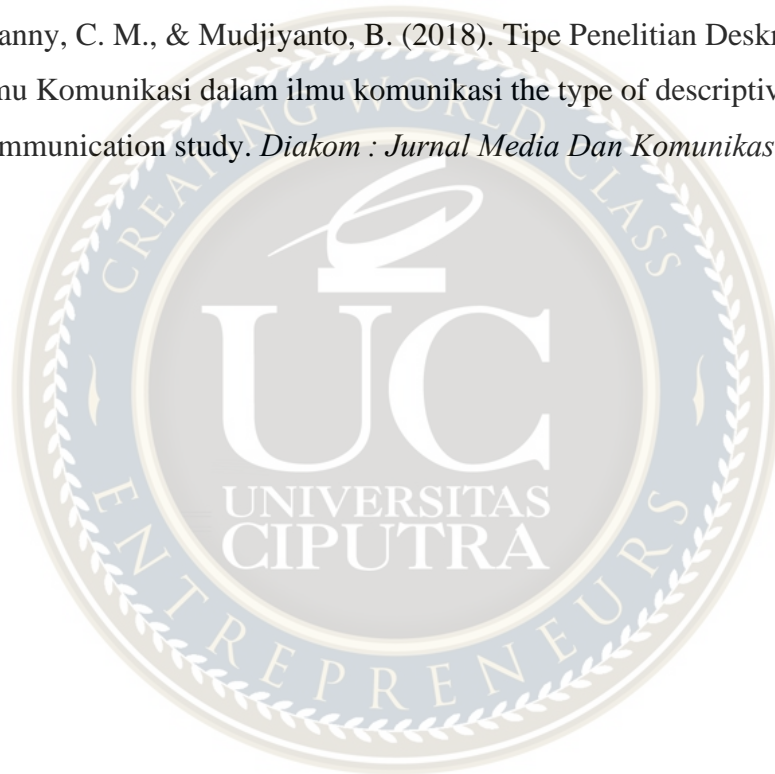 anny, C. M., & Mudjiyanto, B. (2018). Tipe Penelitian Deskr
nu Komunikasi dalam ilmu komunikasi the type of descriptiv
mmunication study. Diakom : Jurnal Media Dan Komunikas
CREATING WORLD CLASS
UC
UNIVERSITAS
CIPUTRA
ENTREPRENEURS